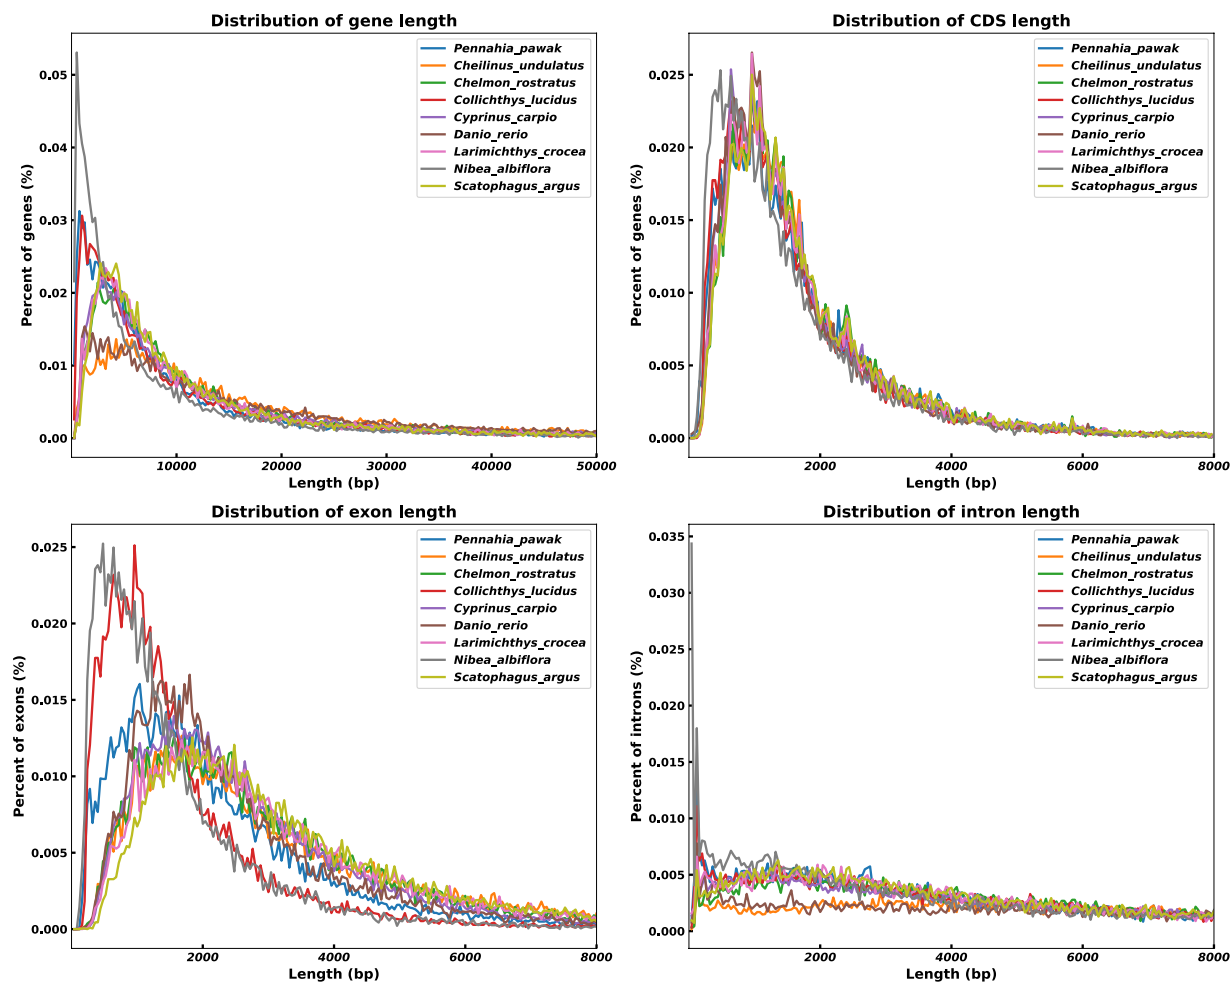 Distribution of gene length
Percent of genes (%)
0.05
0.04
0.03
0.02
0.01
0.00
10000 20000 30000 40000 50000
Length (bp)
Pennahia_pawak
Cheilinus_undulatus
Chelmon_rostratus
Collichthys_lucidus
Cyprinus_carpio
Danio_rerio
Larimichthys_crocea
Nibea_albiflora
Scatophagus_argus
Distribution of CDS length
Percent of genes (%)
0.025
0.020
0.015
0.010
0.005
0.000
2000 4000 6000 8000
Length (bp)
Pennahia_pawak
Cheilinus_undulatus
Chelmon_rostratus
Collichthys_lucidus
Cyprinus_carpio
Danio_rerio
Larimichthys_crocea
Nibea_albiflora
Scatophagus_argus
Distribution of exon length
Percent of exons (%)
0.025
0.020
0.015
0.010
0.005
0.000
2000 4000 6000 8000
Length (bp)
Pennahia_pawak
Cheilinus_undulatus
Chelmon_rostratus
Collichthys_lucidus
Cyprinus_carpio
Danio_rerio
Larimichthys_crocea
Nibea_albiflora
Scatophagus_argus
Distribution of intron length
Percent of introns (%)
0.035
0.030
0.025
0.020
0.015
0.010
0.005
0.000
2000 4000 6000 8000
Length (bp)
Pennahia_pawak
Cheilinus_undulatus
Chelmon_rostratus
Collichthys_lucidus
Cyprinus_carpio
Danio_rerio
Larimichthys_crocea
Nibea_albiflora
Scatophagus_argus